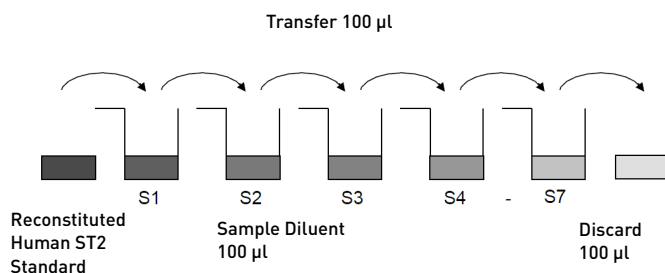 Transfer 100 µl
S1 S2 S3 S4 - S7
Reconstituted
Human ST2
Standard
Sample Diluent
100 µl
Discard
100 µl